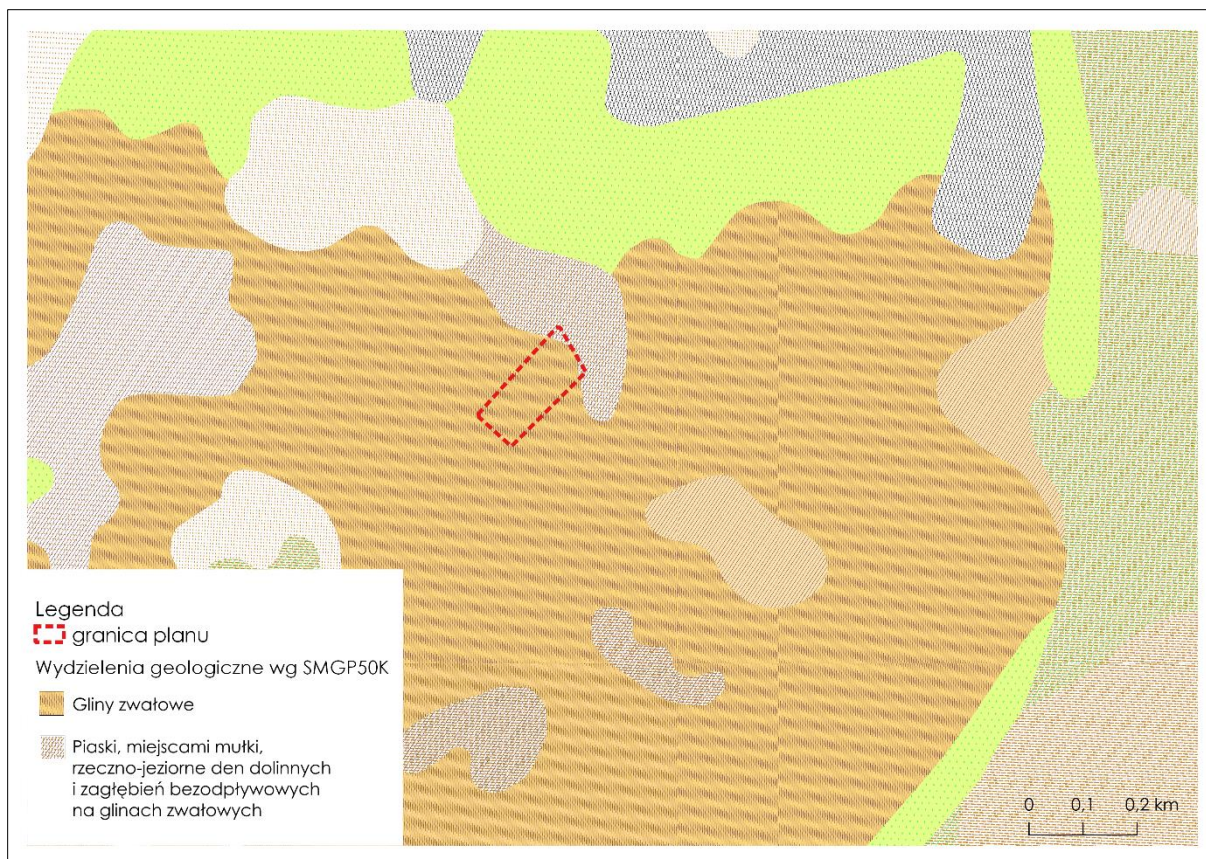 Legenda
granica planu
Wydzielenia geologiczne wg SMGP50K
Gliny zwałowe
Piaski, miejscami mułki,
rzeczno-jeziorne den dolinnych
i zagłębień bezodpływowych
na glinach zwałowych
0 0,1 0,2 km